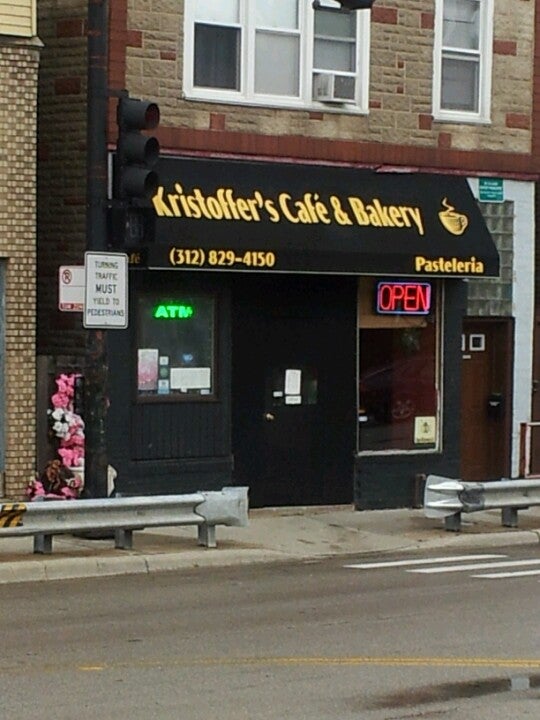 Kristoffer's Café & Bakery
(312) 829-4150
Pasteleria
OPEN
ATM
TURNING
TRAFFIC
MUST
YIELD TO
PEDESTRIANS